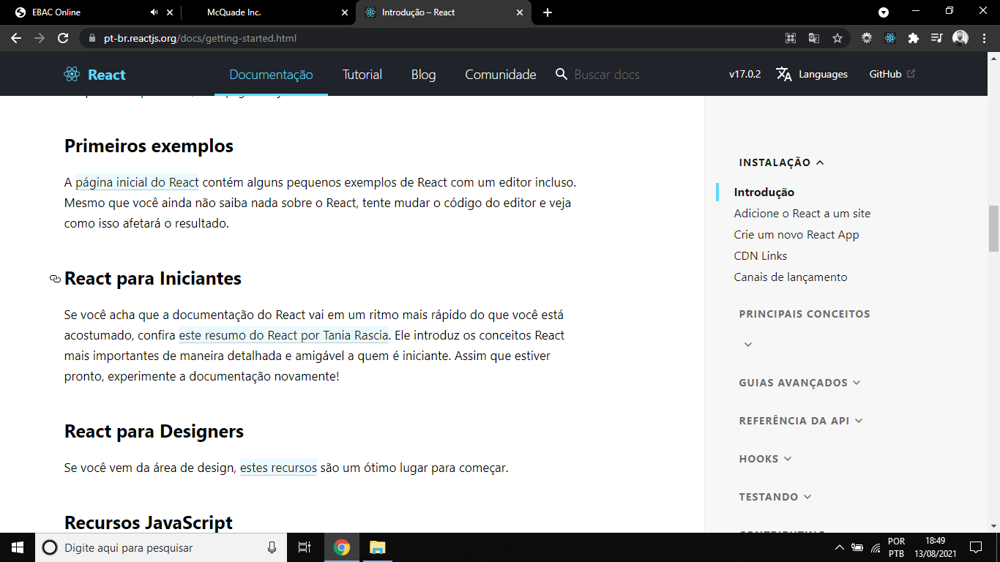 EBAC Online
McQuade Inc.
Introdução – React
pt-br.reactjs.org/docs/getting-started.html
React
Documentação
Tutorial
Blog
Comunidade
Buscar docs
v17.0.2
Languages
GitHub
Primeiros exemplos
A página inicial do React contém alguns pequenos exemplos de React com um editor incluso.
Mesmo que você ainda não saiba nada sobre o React, tente mudar o código do editor e veja
como isso afetará o resultado.
React para Iniciantes
Se você acha que a documentação do React vai em um ritmo mais rápido do que você está
acostumado, confira este resumo do React por Tania Rascia. Ele introduz os conceitos React
mais importantes de maneira detalhada e amigável a quem é iniciante. Assim que estiver
pronto, experimente a documentação novamente!
React para Designers
Se você vem da área de design, estes recursos são um ótimo lugar para começar.
Recursos JavaScript
INSTALAÇÃO
Introdução
Adicione o React a um site
Crie um novo React App
CDN Links
Canais de lançamento
PRINCIPAIS CONCEITOS
GUIAS AVANÇADOS
REFERÊNCIA DA API
HOOKS
TESTANDO
CONTRIBUTING
Digite aqui para pesquisar
POR
PTB
18:49
13/08/2021